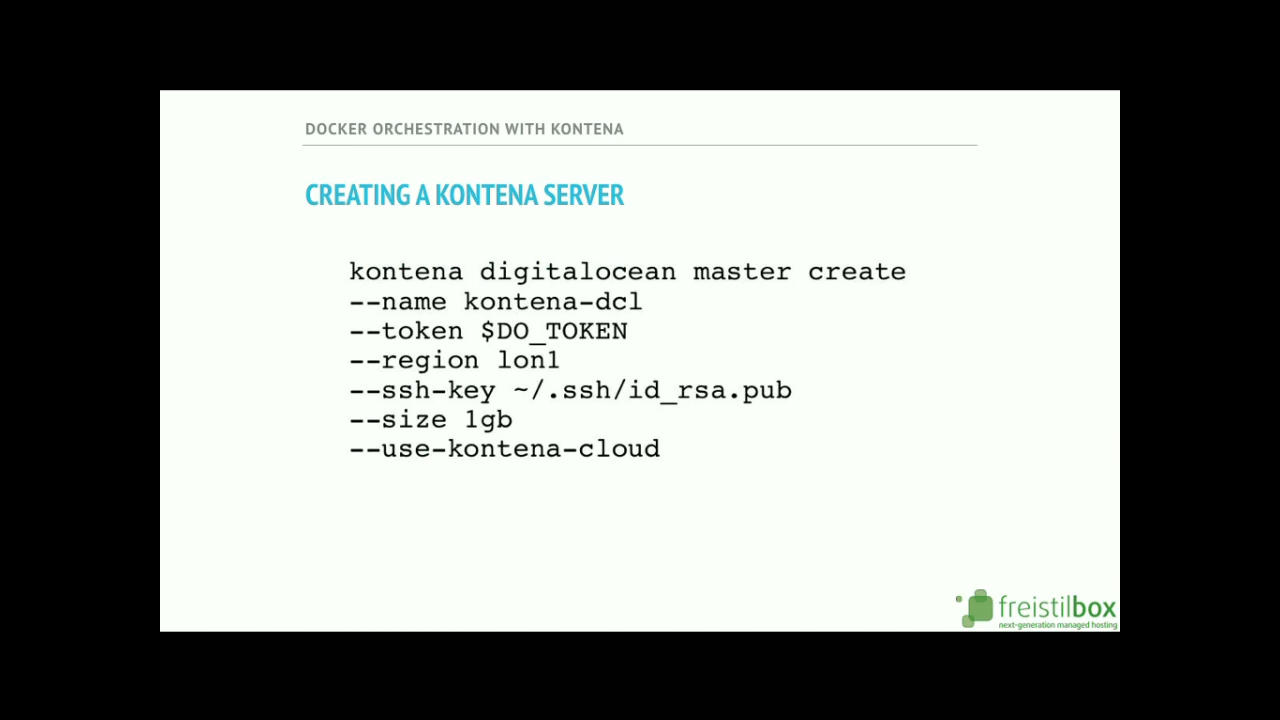 DOCKER ORCHESTRATION WITH KONTENA
CREATING A KONTENA SERVER
kontena digitalocean master create
--name kontena-dcl
--token $DO_TOKEN
--region lon1
--ssh-key ~/.ssh/id_rsa.pub
--size 1gb
--use-kontena-cloud
freistilbox
next-generation managed hosting